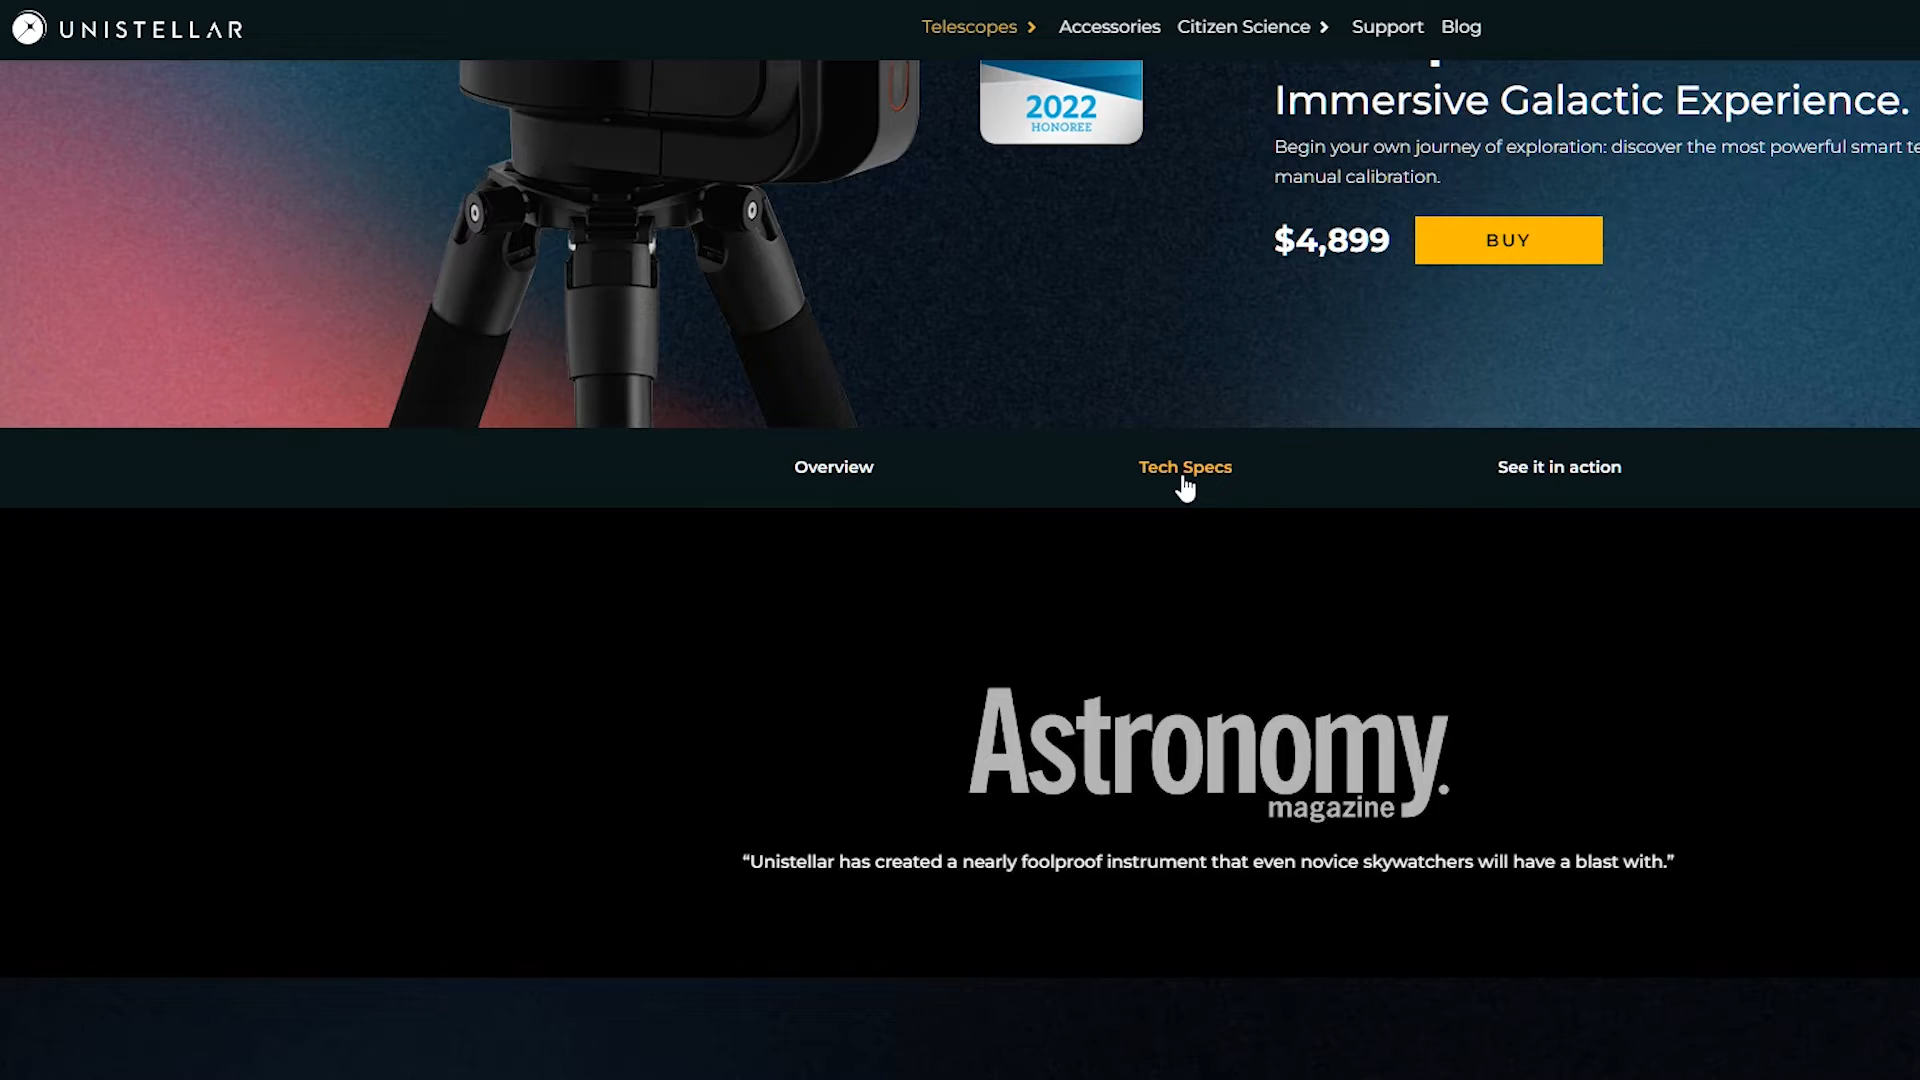 UNISTELLAR
Telescopes
Accessories
Citizen Science
Support
Blog
2022
HONOREE
Immersive Galactic Experience.
Begin your own journey of exploration: discover the most powerful smart
manual calibration.
$4,899
BUY
Overview
Tech Specs
See it in action
Astronomy.
magazine
“Unistellar has created a nearly foolproof instrument that even novice skywatchers will have a blast with.”